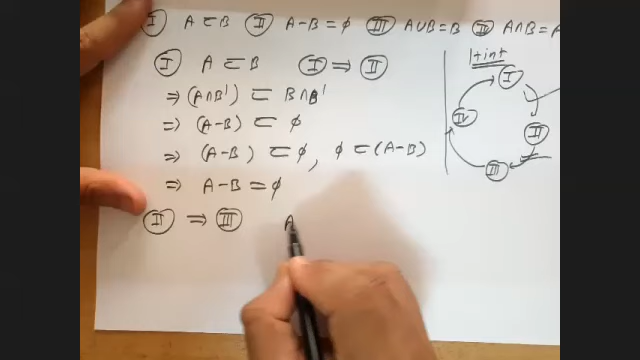 Ⓘ A ⊂ B Ⓘⓘ A-B = φ Ⓘⓘⓘ A∪B = B Ⓘⓥ A∩B = A
Ⓘ A ⊂ B Ⓘ ⇒ Ⓘⓘ
⇒ (A∩B') ⊂ B∩B'
⇒ (A-B) ⊂ φ
⇒ (A-B) ⊂ φ, φ ⊂ (A-B)
⇒ A-B = φ
Ⓘⓘ ⇒ Ⓘⓘⓘ A
Hint
I
II
III
IV